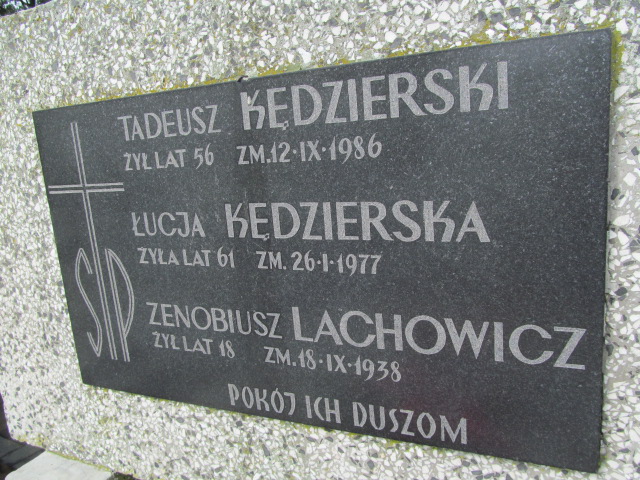 TADEUSZ KĘDZIERSKI
ŻYŁ LAT 56 ZM.12·IX·1986
ŁUCJA KĘDZIERSKA
ŻYŁA LAT 61 ZM. 26·I·1977
ŚP
ZENOBIUSZ LACHOWICZ
ŻYŁ LAT 18 ZM.18·IX·1938
POKÓJ ICH DUSZOM